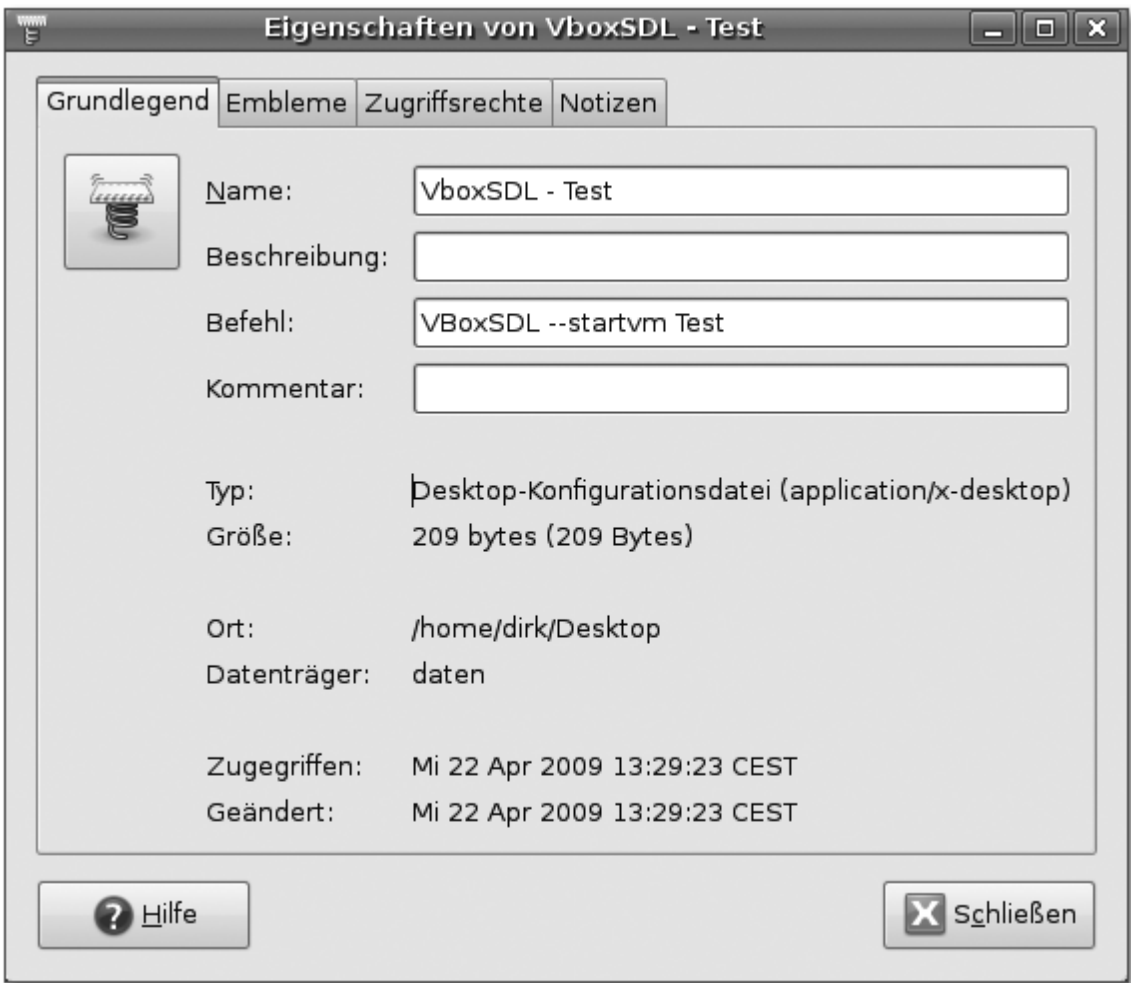 Eigenschaften von VboxSDL - Test
Grundlegend Embleme Zugriffsrechte Notizen
Name: VboxSDL - Test
Beschreibung:
Befehl: VBoxSDL --startvm Test
Kommentar:
Typ: Desktop-Konfigurationsdatei (application/x-desktop)
Größe: 209 bytes (209 Bytes)
Ort: /home/dirk/Desktop
Datenträger: daten
Zugegriffen: Mi 22 Apr 2009 13:29:23 CEST
Geändert: Mi 22 Apr 2009 13:29:23 CEST
Hilfe Schließen